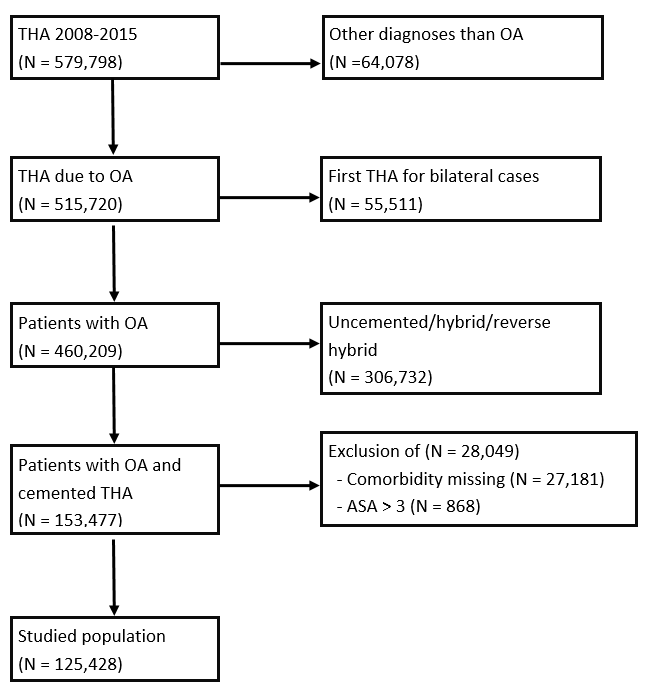 THA 2008-2015
(N = 579,798)
Other diagnoses than OA
(N =64,078)
THA due to OA
(N = 515,720)
First THA for bilateral cases
(N = 55,511)
Patients with OA
(N = 460,209)
Uncemented/hybrid/reverse
hybrid
(N = 306,732)
Patients with OA and
cemented THA
(N = 153,477)
Exclusion of (N = 28,049)
- Comorbidity missing (N = 27,181)
- ASA > 3 (N = 868)
Studied population
(N = 125,428)